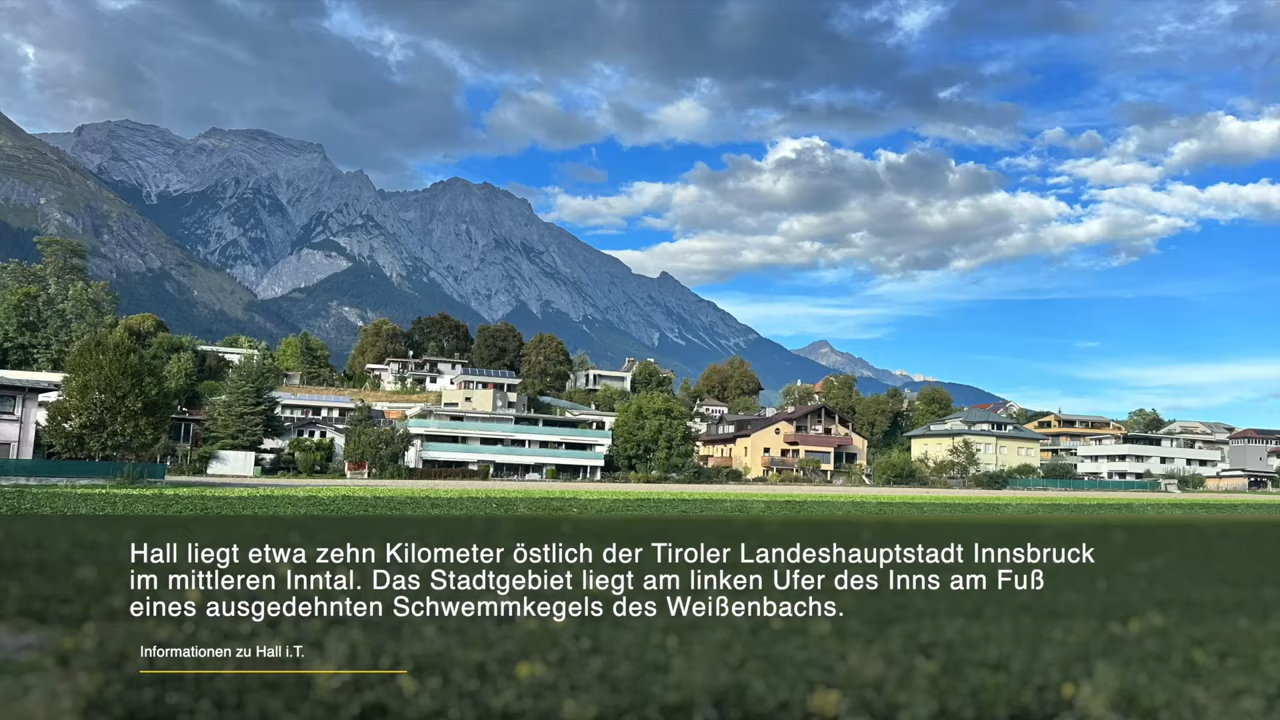 Hall liegt etwa zehn Kilometer östlich der Tiroler Landeshauptstadt Innsbruck
im mittleren Inntal. Das Stadtgebiet liegt am linken Ufer des Inns am Fuß
eines ausgedehnten Schwemmkegels des Weißenbachs.
Informationen zu Hall i.T.